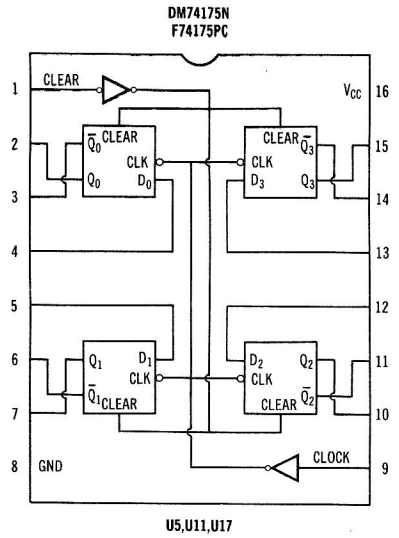 DM74175N
F74175PC
1 CLEAR VCC 16
2 Q̅0 CLEAR CLEAR Q̅3 15
CLK CLK
3 Q0 D0 D3 Q3 14
4 13
5 12
6 Q1 D1 D2 Q2 11
CLK CLK
7 Q̅1 CLEAR CLEAR Q̅2 10
8 GND CLOCK 9
U5,U11,U17